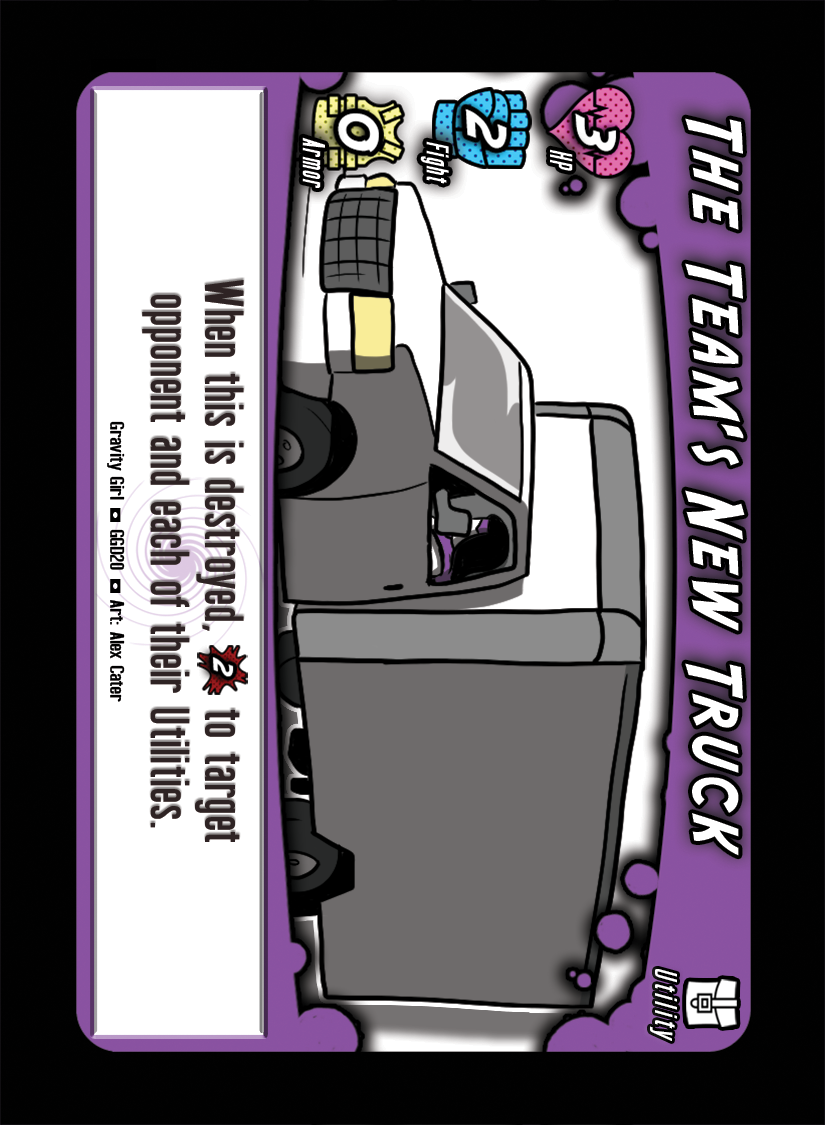 THE TEAM'S NEW TRUCK
Utility
3
HP
2
Fight
0
Armor
When this is destroyed, 2 to target
opponent and each of their Utilities.
Gravity Girl ◘ GGD20 ◘ Art: Alex Cater